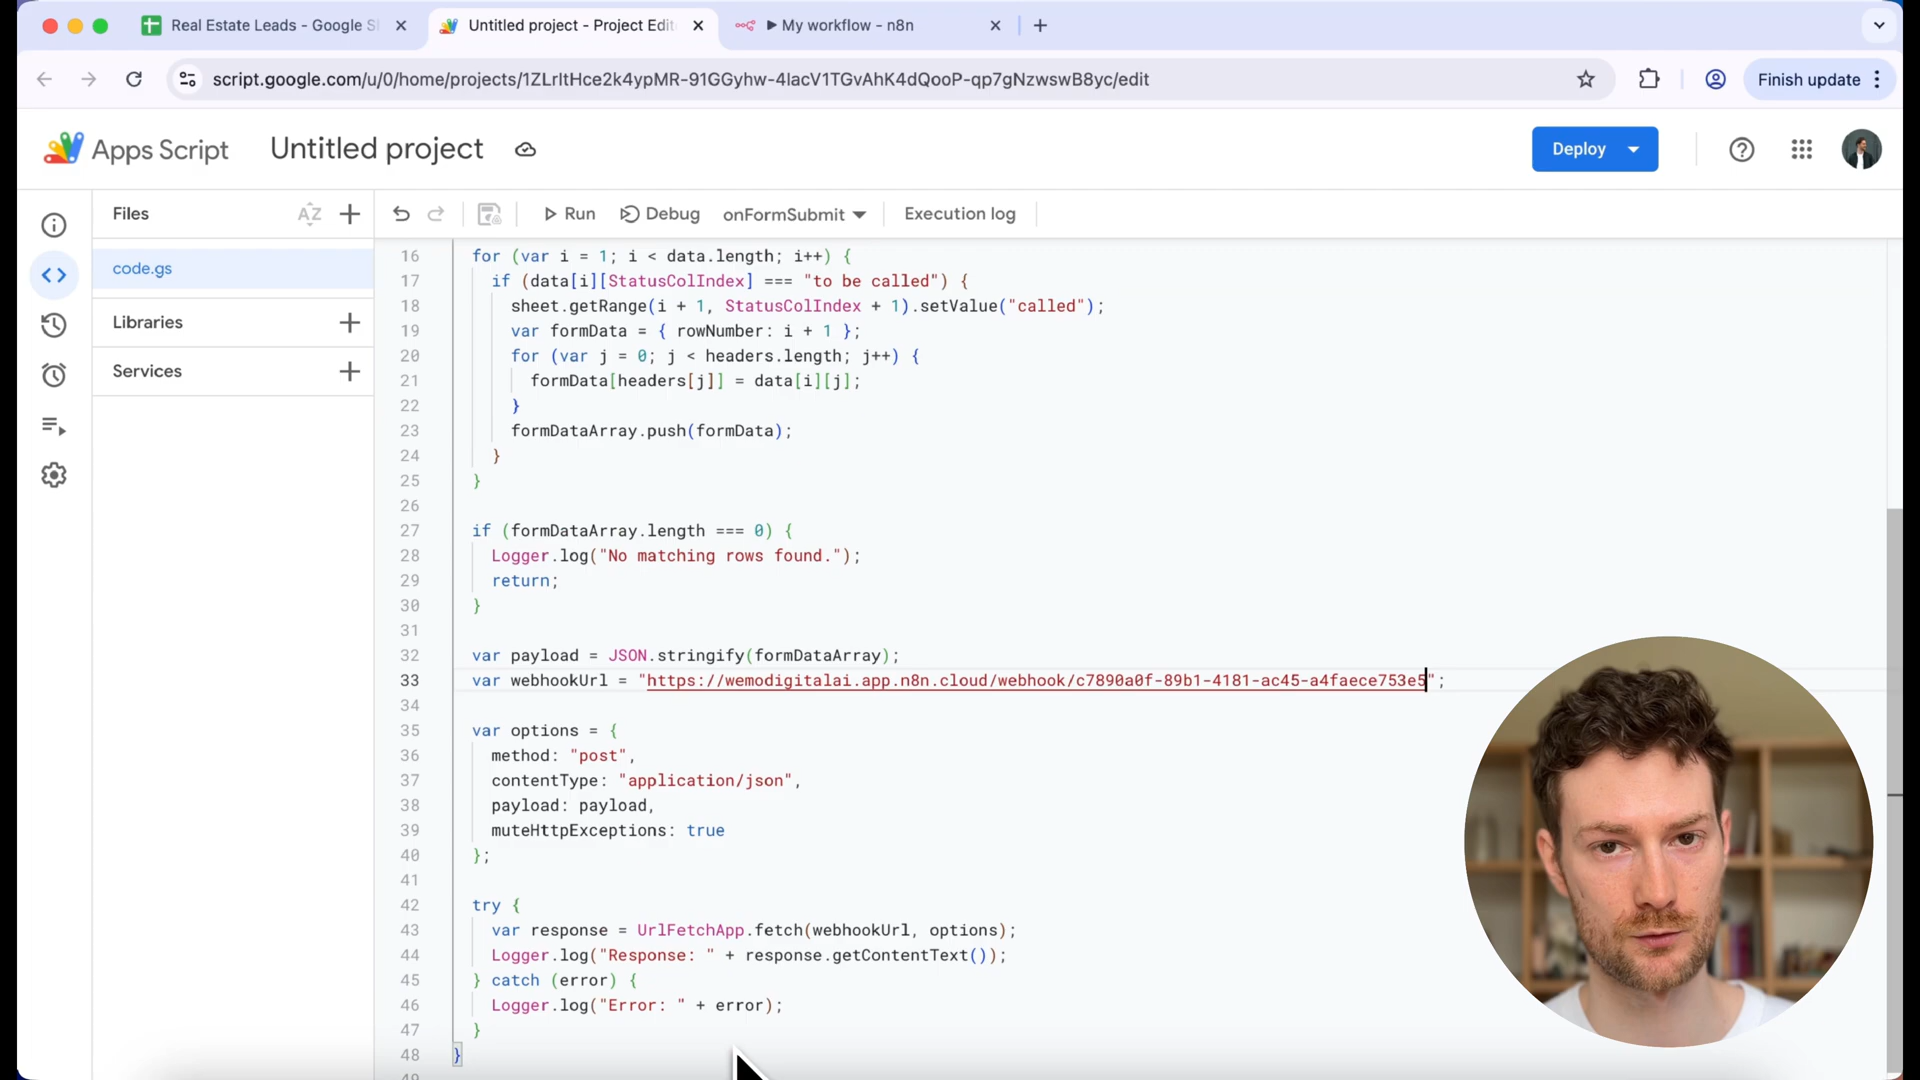 Real Estate Leads - Google S
Untitled project - Project Edit
My workflow - n8n
script.google.com/u/0/home/projects/1ZLrltHce2k4ypMR-91GGyhw-4lacV1TGvAhK4dQooP-qp7gNzwswB8yc/edit
Finish update
Apps Script
Untitled project
Deploy
Files
AZ
Run
Debug
onFormSubmit
Execution log
code.gs
Libraries
Services
16 for (var i = 1; i < data.length; i++) {
17 if (data[i][StatusColIndex] === "to be called") {
18 sheet.getRange(i + 1, StatusColIndex + 1).setValue("called");
19 var formData = { rowNumber: i + 1 };
20 for (var j = 0; j < headers.length; j++) {
21 formData[headers[j]] = data[i][j];
22 }
23 formDataArray.push(formData);
24 }
25 }
26
27 if (formDataArray.length === 0) {
28 Logger.log("No matching rows found.");
29 return;
30 }
31
32 var payload = JSON.stringify(formDataArray);
33 var webhookUrl = "https://wemodigitalai.app.n8n.cloud/webhook/c7890a0f-89b1-4181-ac45-a4faece753e5";
34
35 var options = {
36 method: "post",
37 contentType: "application/json",
38 payload: payload,
39 muteHttpExceptions: true
40 };
41
42 try {
43 var response = UrlFetchApp.fetch(webhookUrl, options);
44 Logger.log("Response: " + response.getContentText());
45 } catch (error) {
46 Logger.log("Error: " + error);
47 }
48 }
49